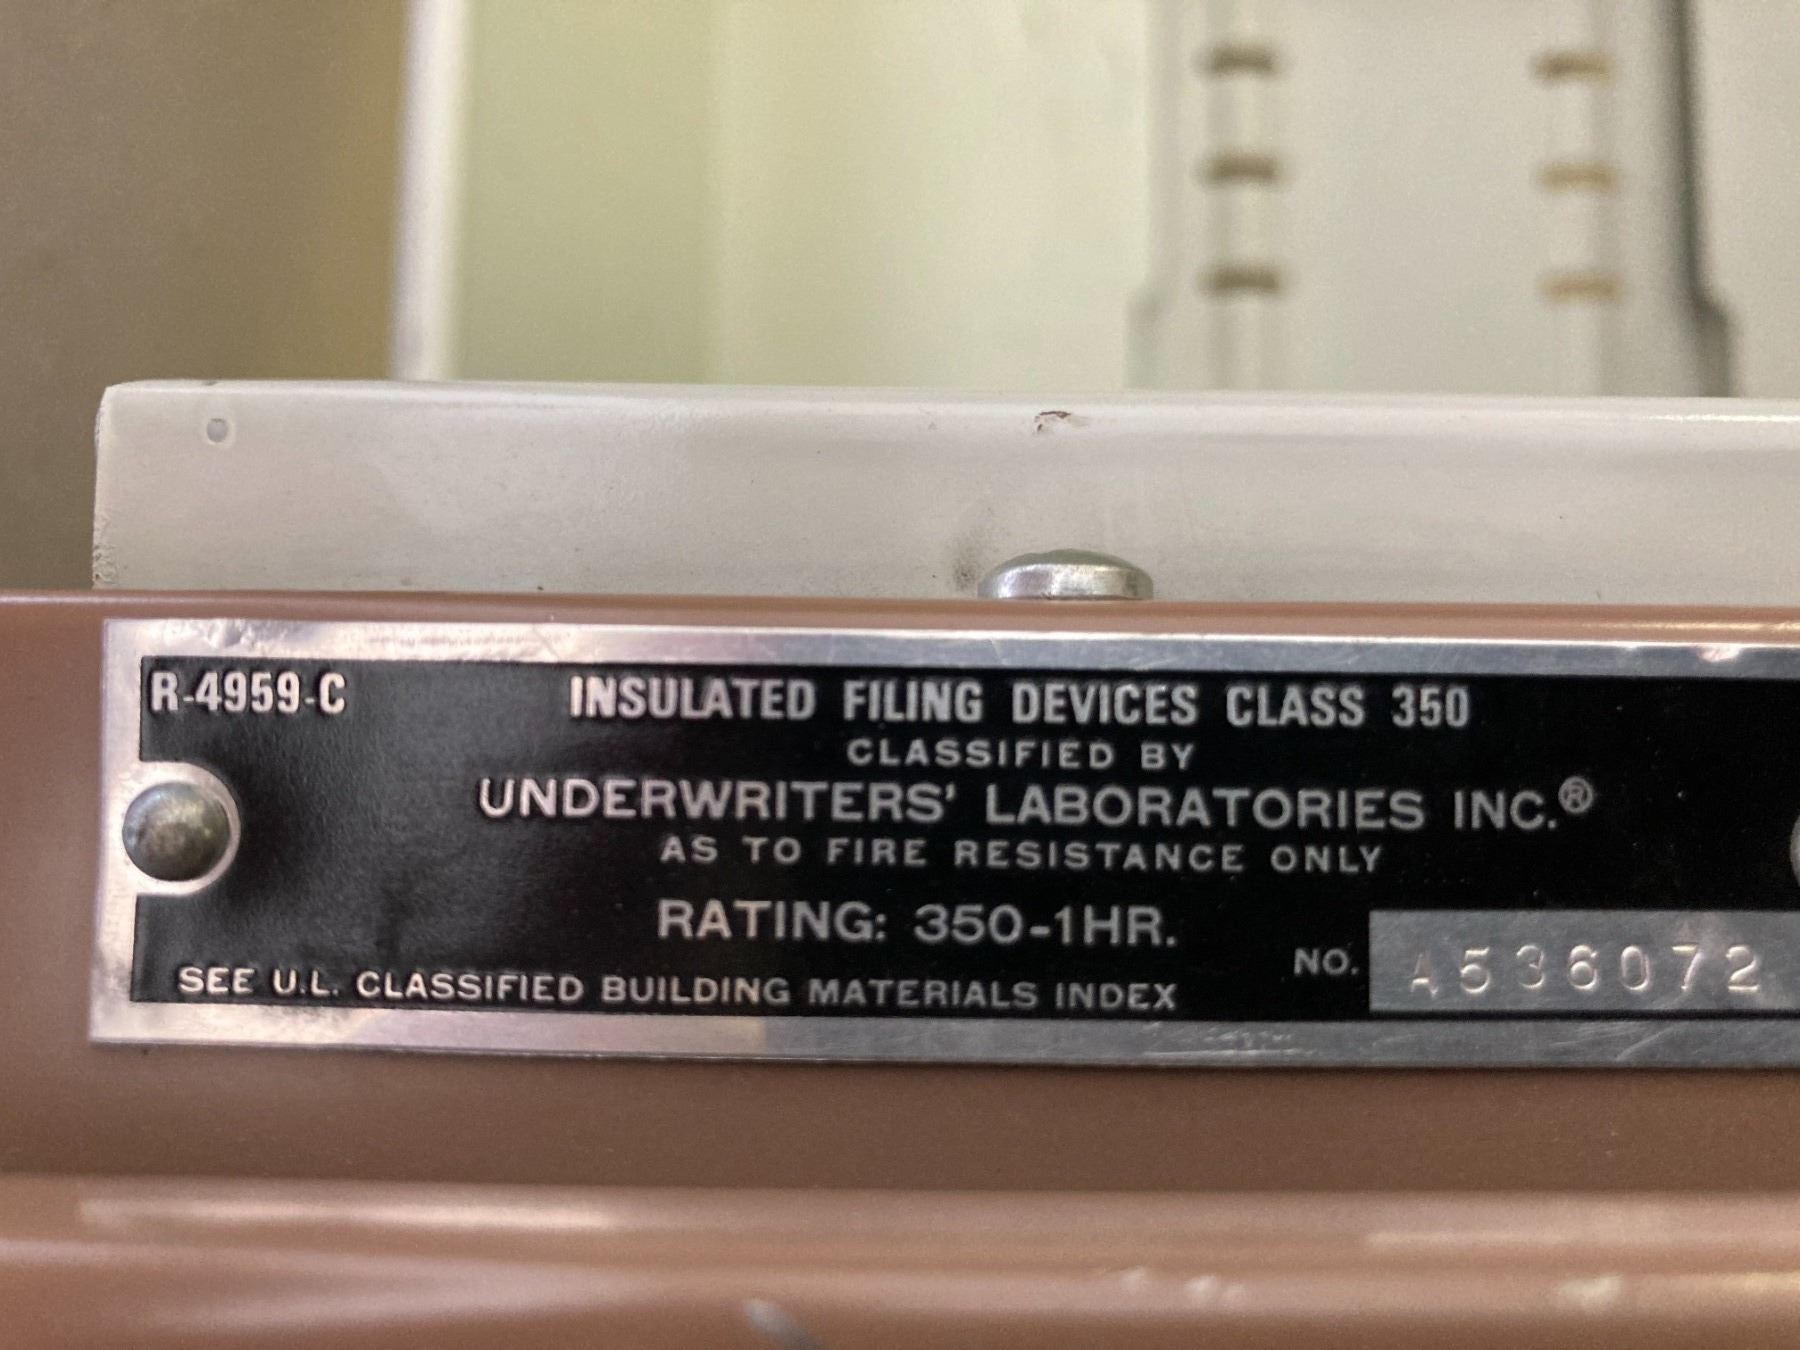 R-4959-C
INSULATED FILING DEVICES CLASS 350
CLASSIFIED BY
UNDERWRITERS' LABORATORIES INC.®
AS TO FIRE RESISTANCE ONLY
RATING: 350-1HR.
NO. A536072
SEE U.L. CLASSIFIED BUILDING MATERIALS INDEX